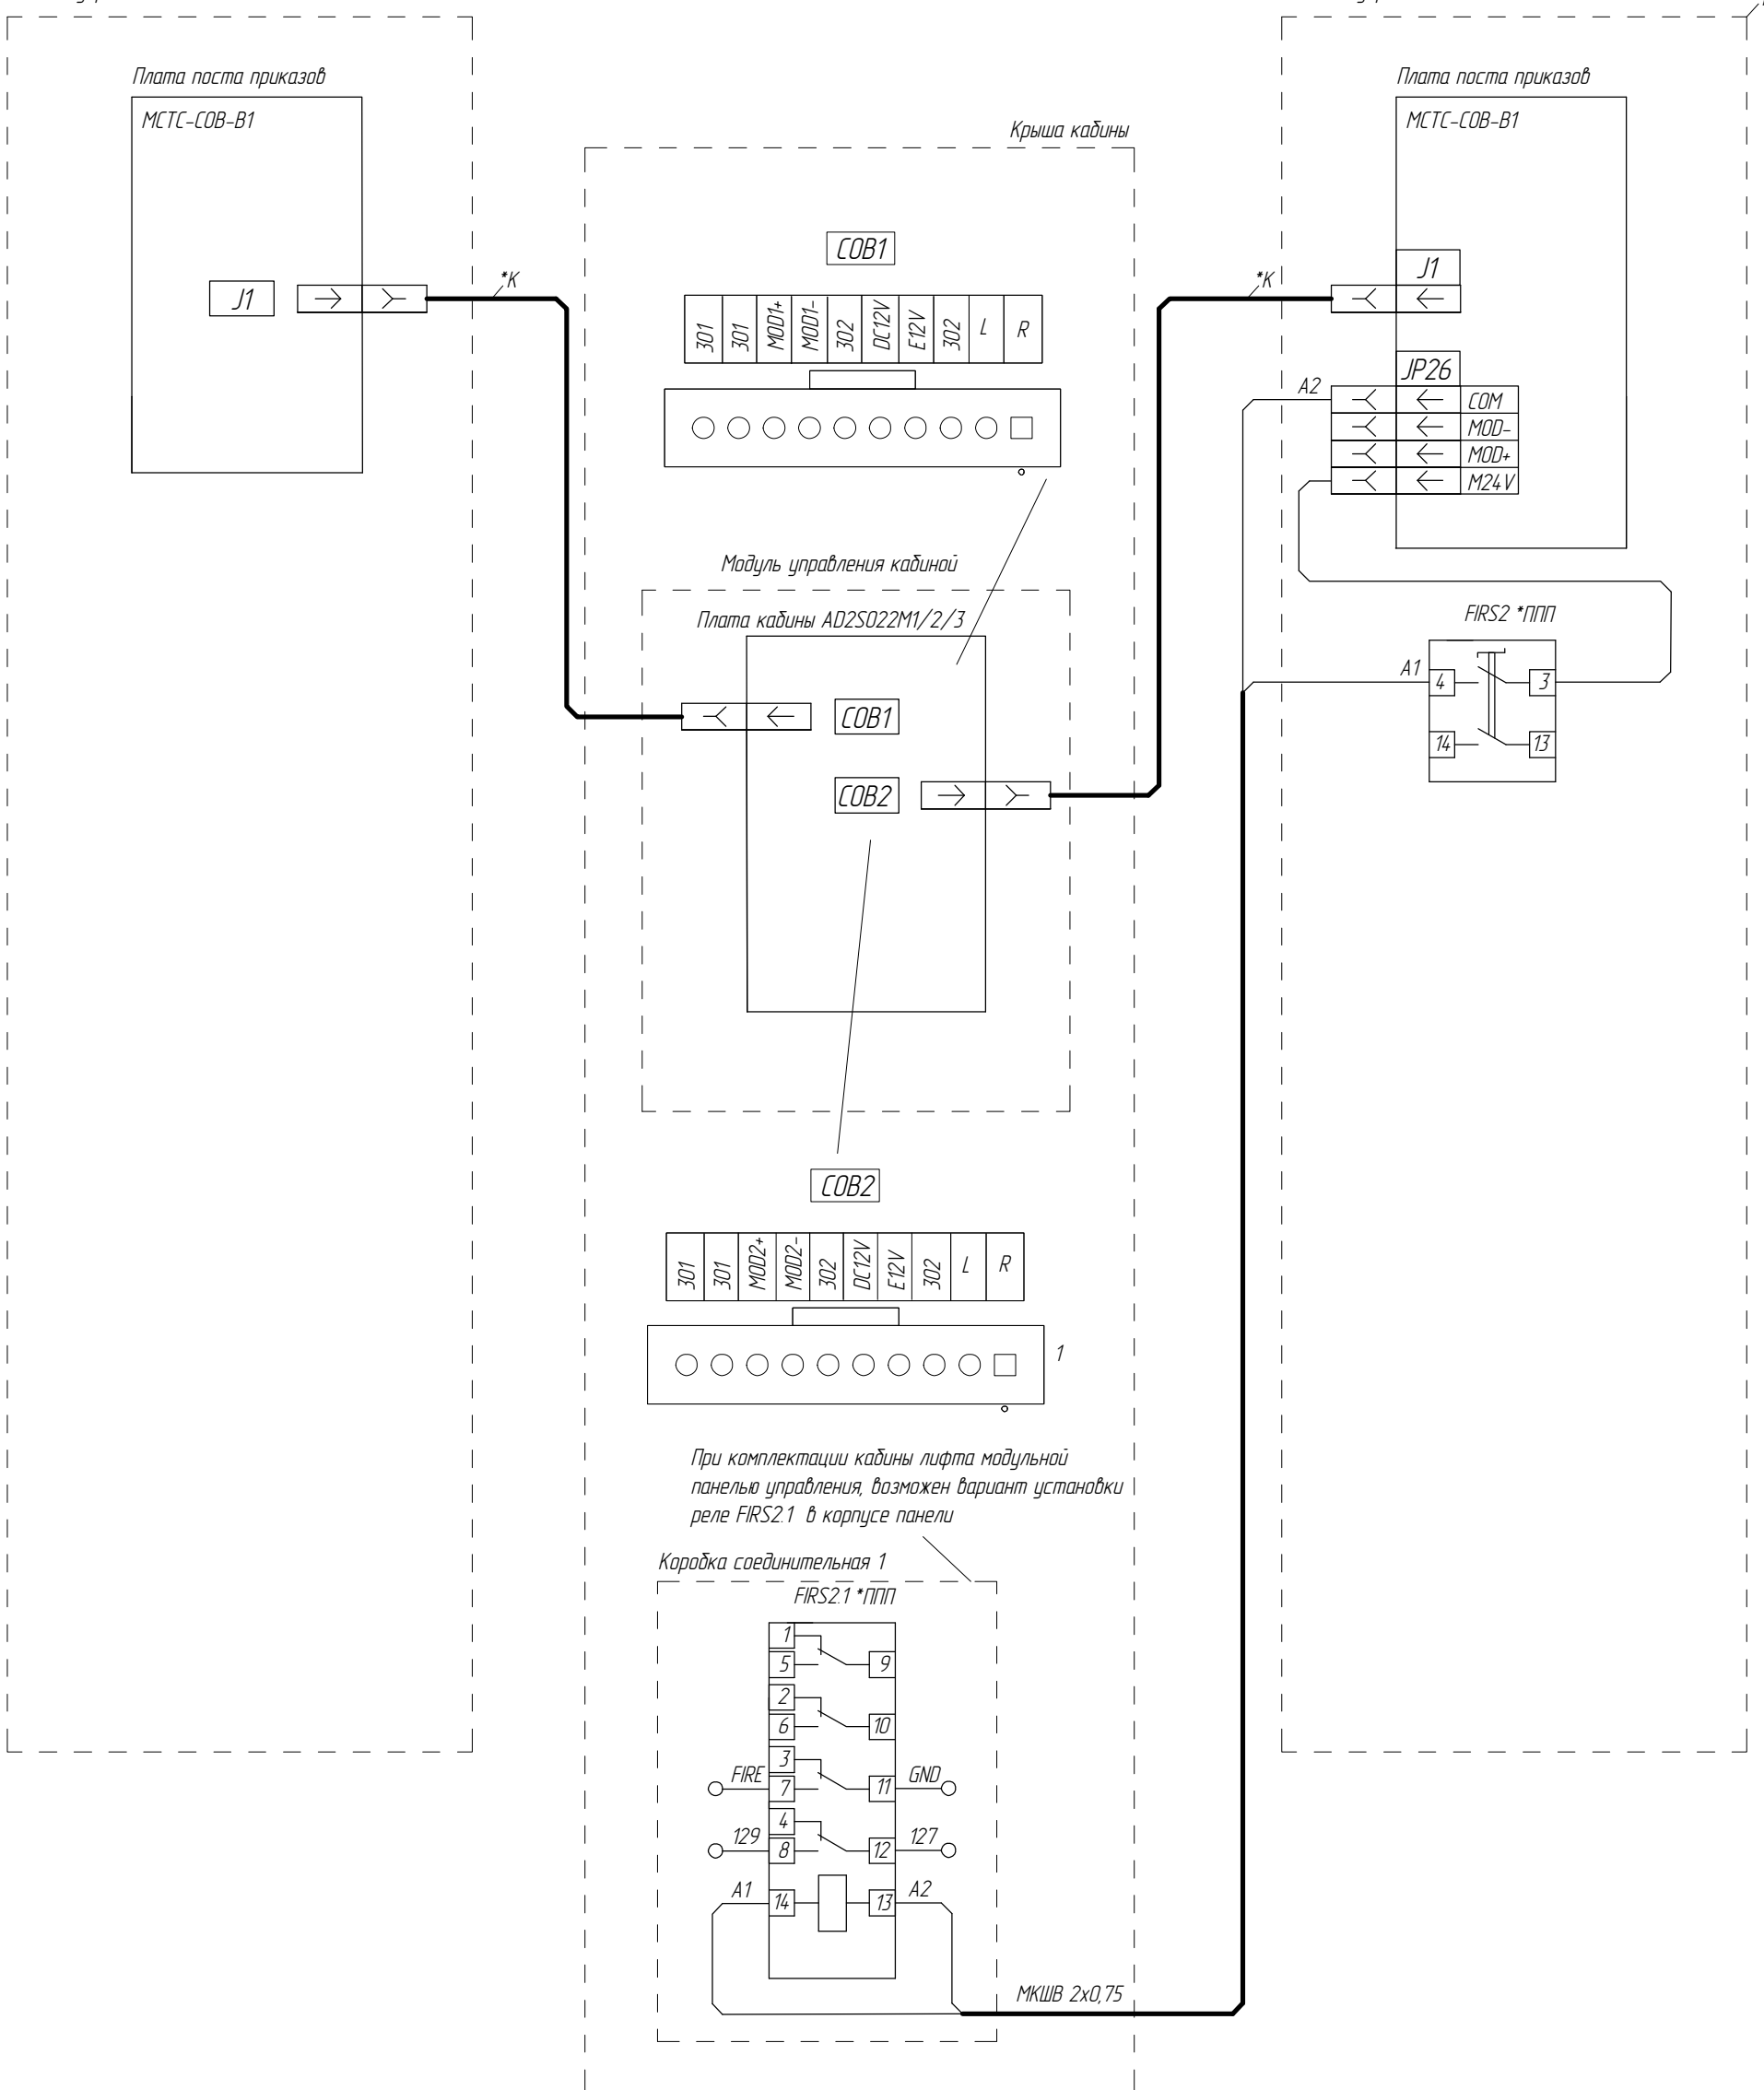 Плата поста приказов
МСТС-СОВ-В1
J1
*К
Крыша кабины
СОВ1
301
301
MOD1+
MOD1-
302
DC12V
E12V
302
L
R
Модуль управления кабиной
Плата кабины AD2S022M1/2/3
СОВ1
СОВ2
СОВ2
301
301
MOD2+
MOD2-
302
DC12V
E12V
302
L
R
1
При комплектации кабины лифта модульной
панелью управления, возможен вариант установки
реле FIRS2.1 в корпусе панели
Коробка соединительная 1
FIRS2.1 *ППП
1
5
9
2
6
10
3
FIRE
7
11
GND
4
129
8
12
127
A1
14
13
A2
МКШВ 2х0,75
Плата поста приказов
МСТС-СОВ-В1
*К
J1
JP26
A2
COM
MOD-
MOD+
M24V
FIRS2 *ППП
A1
4
3
14
13